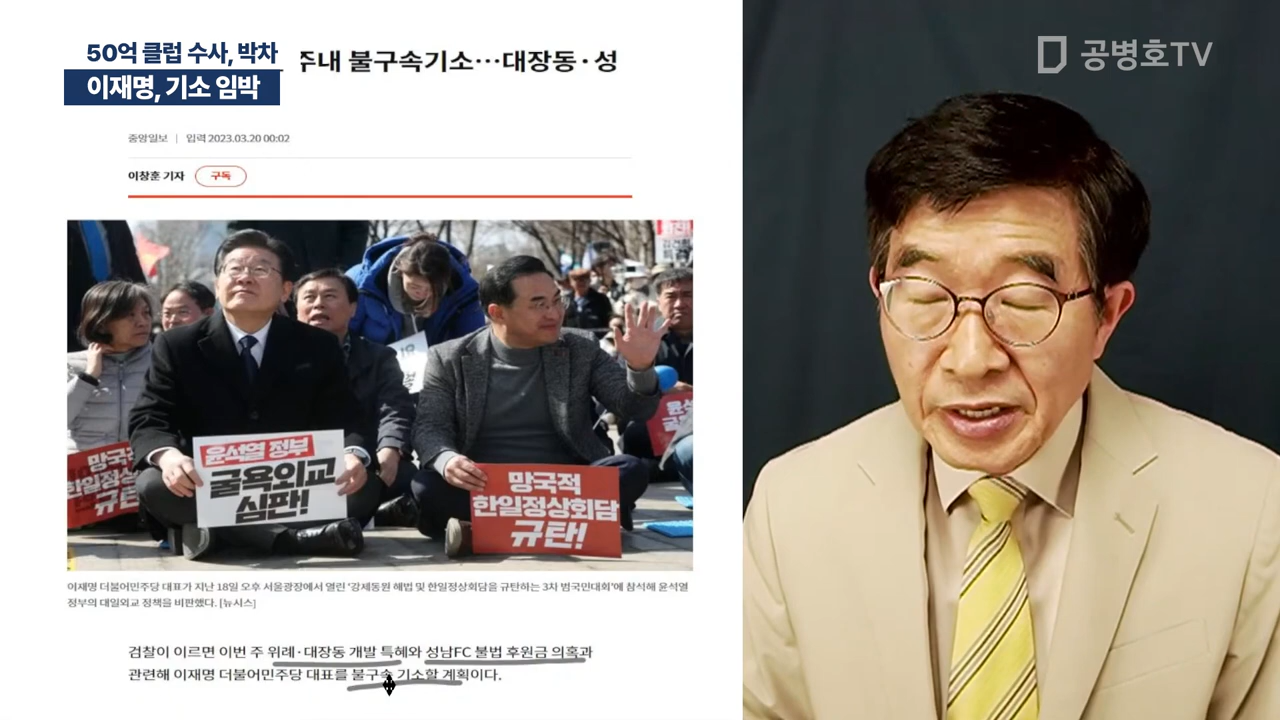 50억 클럽 수사, 박차
이재명, 기소 임박
주내 불구속기소…대장동·성
공병호TV
중앙일보 | 입력 2023.03.20 00:02
이창훈 기자 구독
윤석열 정부
굴욕외교
심판!
망국적
한일정상회담
규탄!
망국적
한일정상
규탄
이재명 더불어민주당 대표가 지난 18일 오후 서울광장에서 열린 '강제동원 해법 및 한일정상회담을 규탄하는 3차 범국민대회'에 참석해 윤석열
정부의 대일외교 정책을 비판했다. [뉴시스]
검찰이 이르면 이번 주 위례·대장동 개발 특혜와 성남FC 불법 후원금 의혹과
관련해 이재명 더불어민주당 대표를 불구속 기소할 계획이다.